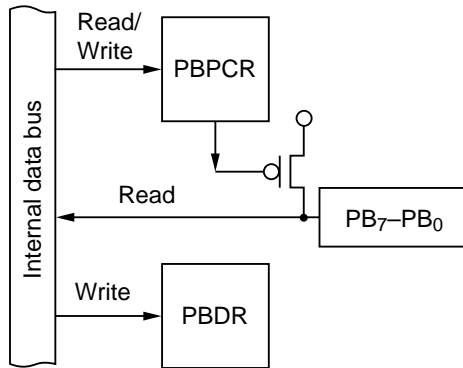 Read/
Write
PBPCR
Internal data bus
Read
PB₇–PB₀
Write
PBDR